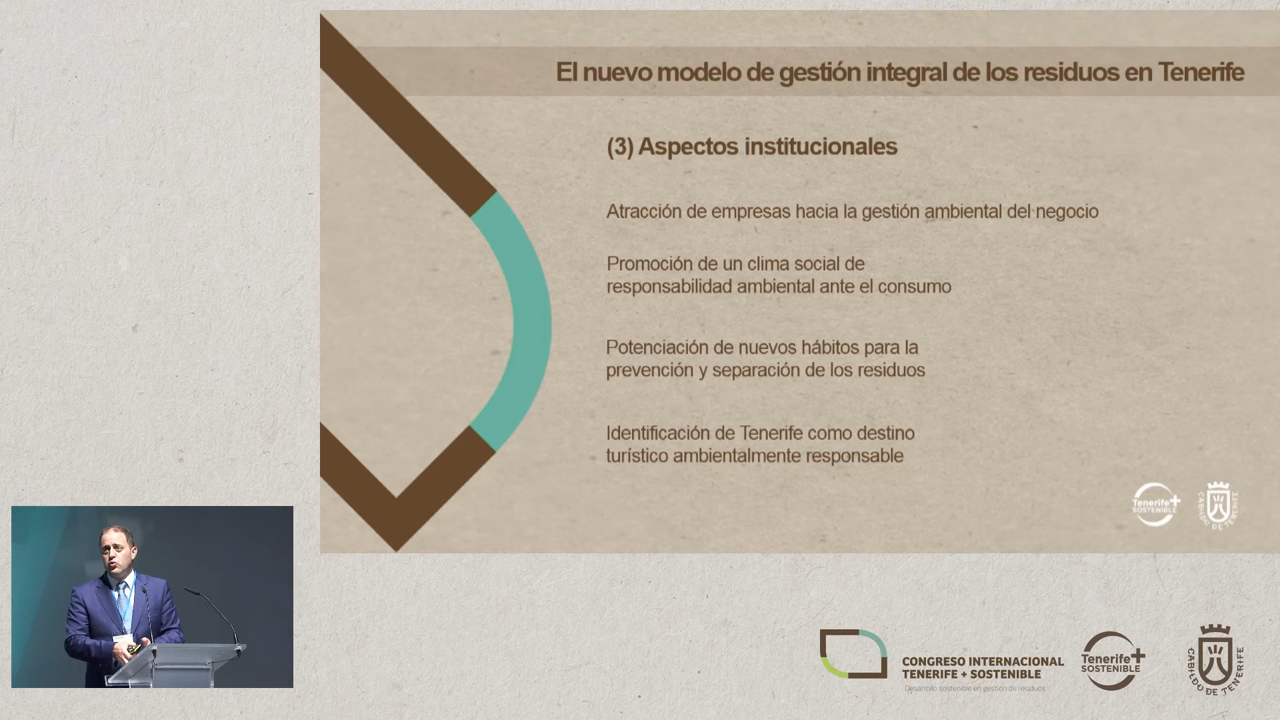 El nuevo modelo de gestión integral de los residuos en Tenerife
(3) Aspectos institucionales
Atracción de empresas hacia la gestión ambiental del negocio
Promoción de un clima social de
responsabilidad ambiental ante el consumo
Potenciación de nuevos hábitos para la
prevención y separación de los residuos
Identificación de Tenerife como destino
turístico ambientalmente responsable
Tenerife+
SOSTENIBLE
CABILDO DE TENERIFE
CONGRESO INTERNACIONAL
TENERIFE + SOSTENIBLE
Desarrollo sostenible en gestión de residuos
Tenerife+
SOSTENIBLE
CABILDO DE TENERIFE